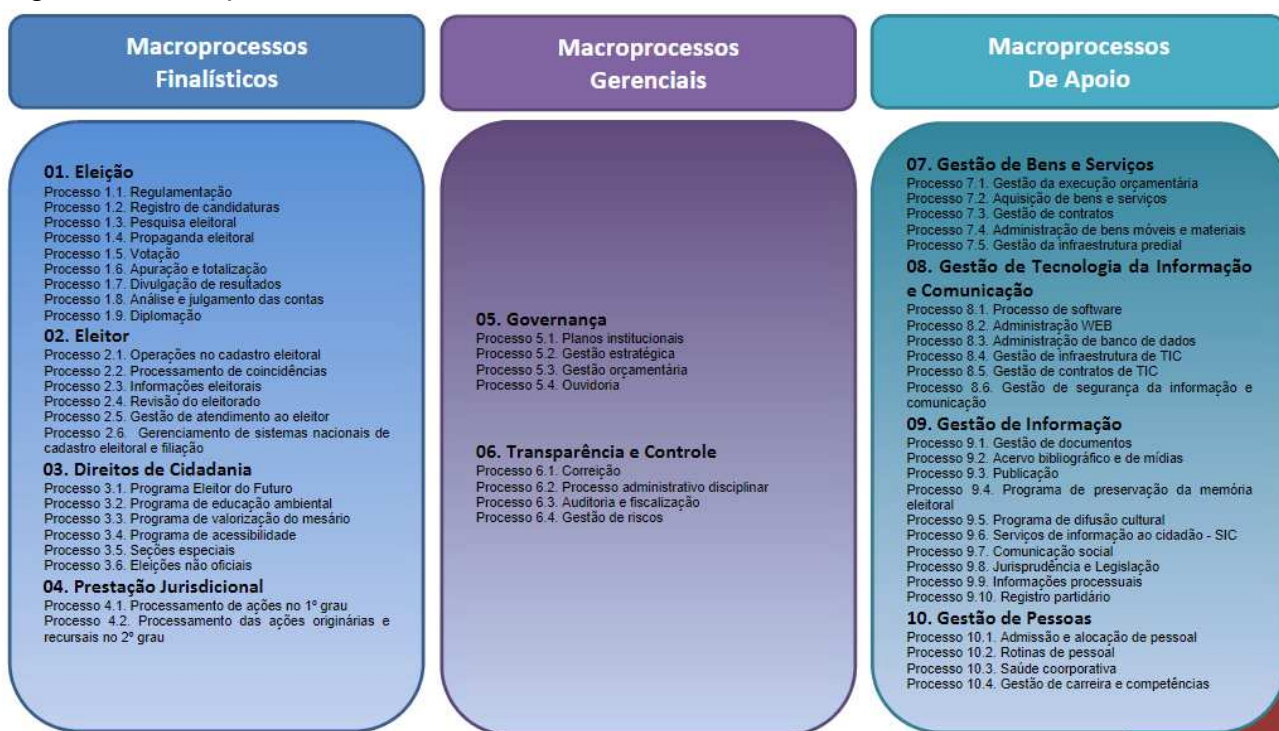 Macroprocessos
Finalísticos
01. Eleição
Processo 1.1. Regulamentação
Processo 1.2. Registro de candidaturas
Processo 1.3. Pesquisa eleitoral
Processo 1.4. Propaganda eleitoral
Processo 1.5. Votação
Processo 1.6. Apuração e totalização
Processo 1.7. Divulgação de resultados
Processo 1.8. Análise e julgamento das contas
Processo 1.9. Diplomação
02. Eleitor
Processo 2.1. Operações no cadastro eleitoral
Processo 2.2. Processamento de coincidências
Processo 2.3. Informações eleitorais
Processo 2.4. Revisão do eleitorado
Processo 2.5. Gestão de atendimento ao eleitor
Processo 2.6. Gerenciamento de sistemas nacionais de
cadastro eleitoral e filiação
03. Direitos de Cidadania
Processo 3.1. Programa Eleitor do Futuro
Processo 3.2. Programa de educação ambiental
Processo 3.3. Programa de valorização do mesário
Processo 3.4. Programa de acessibilidade
Processo 3.5. Seções especiais
Processo 3.6. Eleições não oficiais
04. Prestação Jurisdicional
Processo 4.1. Processamento de ações no 1º grau
Processo 4.2. Processamento das ações originárias e
recursais no 2º grau
Macroprocessos
Gerenciais
05. Governança
Processo 5.1. Planos institucionais
Processo 5.2. Gestão estratégica
Processo 5.3. Gestão orçamentária
Processo 5.4. Ouvidoria
06. Transparência e Controle
Processo 6.1. Correição
Processo 6.2. Processo administrativo disciplinar
Processo 6.3. Auditoria e fiscalização
Processo 6.4. Gestão de riscos
Macroprocessos
De Apoio
07. Gestão de Bens e Serviços
Processo 7.1. Gestão da execução orçamentária
Processo 7.2. Aquisição de bens e serviços
Processo 7.3. Gestão de contratos
Processo 7.4. Administração de bens móveis e materiais
Processo 7.5. Gestão da infraestrutura predial
08. Gestão de Tecnologia da Informação
e Comunicação
Processo 8.1. Processo de software
Processo 8.2. Administração WEB
Processo 8.3. Administração de banco de dados
Processo 8.4. Gestão de infraestrutura de TIC
Processo 8.5. Gestão de contratos de TIC
Processo 8.6. Gestão de segurança da informação e
comunicação
09. Gestão de Informação
Processo 9.1. Gestão de documentos
Processo 9.2. Acervo bibliográfico e de mídias
Processo 9.3. Publicação
Processo 9.4. Programa de preservação da memória
eleitoral
Processo 9.5. Programa de difusão cultural
Processo 9.6. Serviços de informação ao cidadão - SIC
Processo 9.7. Comunicação social
Processo 9.8. Jurisprudência e Legislação
Processo 9.9. Informações processuais
Processo 9.10. Registro partidário
10. Gestão de Pessoas
Processo 10.1. Admissão e alocação de pessoal
Processo 10.2. Rotinas de pessoal
Processo 10.3. Saúde coorporativa
Processo 10.4. Gestão de carreira e competências